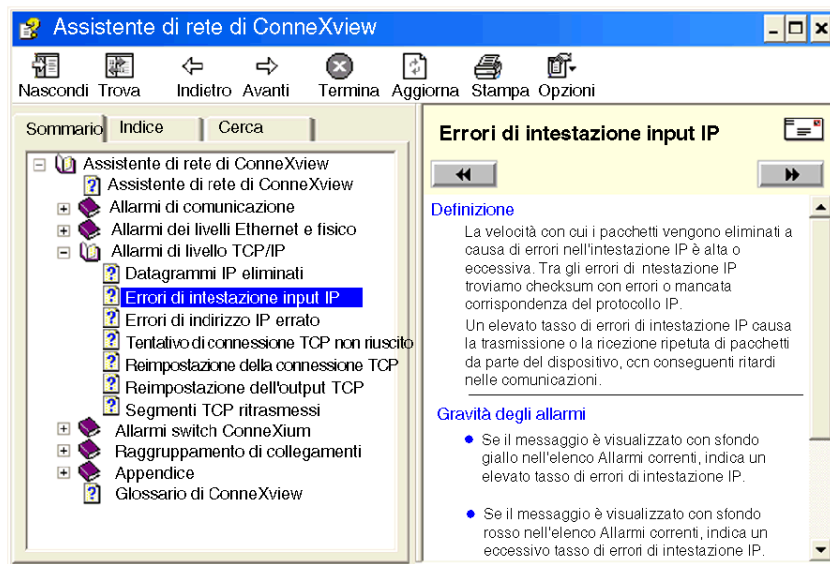 Assistente di rete di ConneXview
Nascondi Trova Indietro Avanti Termina Aggiorna Stampa Opzioni
Sommario Indice Cerca
Assistente di rete di ConneXview
Assistente di rete di ConneXview
Allarmi di comunicazione
Allarmi dei livelli Ethernet e fisico
Allarmi di livello TCP/IP
Datagrammi IP eliminati
Errori di intestazione input IP
Errori di indirizzo IP errato
Tentativo di connessione TCP non riuscito
Reimpostazione della connessione TCP
Reimpostazione dell'output TCP
Segmenti TCP ritrasmessi
Allarmi switch ConneXium
Raggruppamento di collegamenti
Appendice
Glossario di ConneXview
Errori di intestazione input IP
Definizione
La velocità con cui i pacchetti vengono eliminati a
causa di errori nell'intestazione IP è alta o
eccessiva. Tra gli errori di ntestazione IP
troviamo checksum con errori o mancata
corrispondenza del protocollo IP.
Un elevato tasso di errori di intestazione IP causa
la trasmissione o la ricezione ripetuta di pacchetti
da parte del dispositivo, ccn conseguenti ritardi
nelle comunicazioni.
Gravità degli allarmi
Se il messaggio è visualizzato con sfondo
giallo nell'elenco Allarmi correnti, indica un
elevato tasso di errori di intestazione IP.
Se il messaggio è visualizzato con sfondo
rosso nell'elenco Allarmi correnti, indica un
eccessivo tasso di errori di intestazione IP.